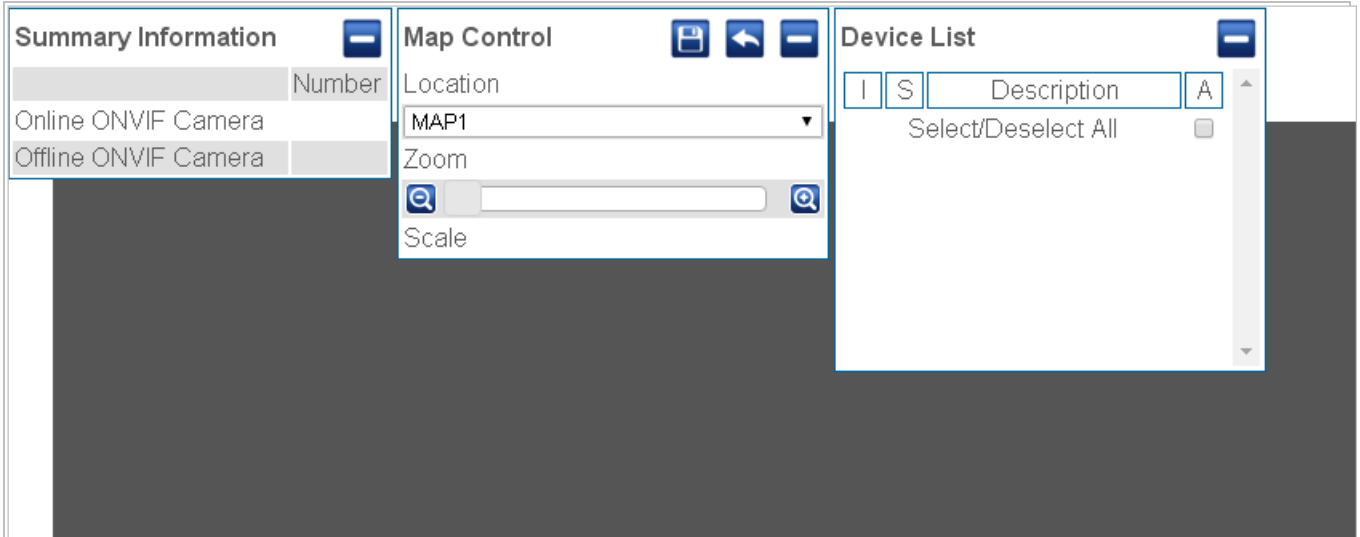 Summary Information
Number
Online ONVIF Camera
Offline ONVIF Camera
Map Control
Location
MAP1
Zoom
Scale
Device List
I S Description A
Select/Deselect All